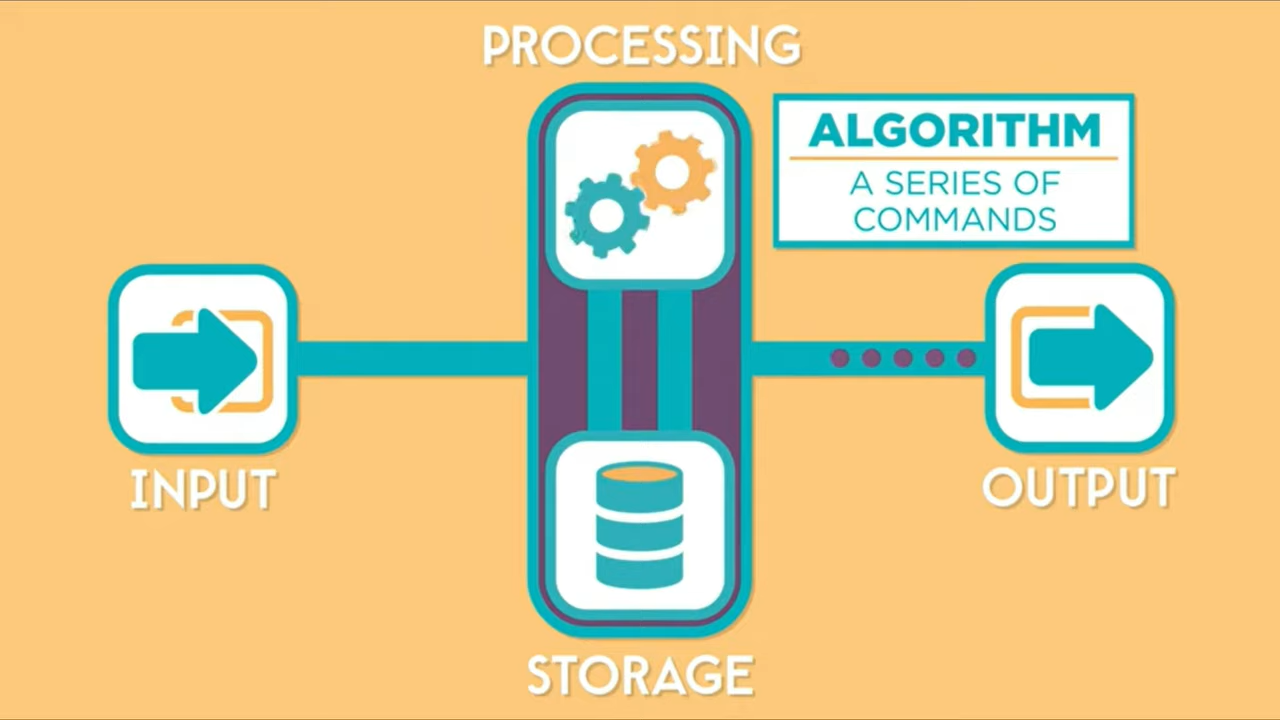 PROCESSING
ALGORITHM
A SERIES OF
COMMANDS
INPUT
OUTPUT
STORAGE